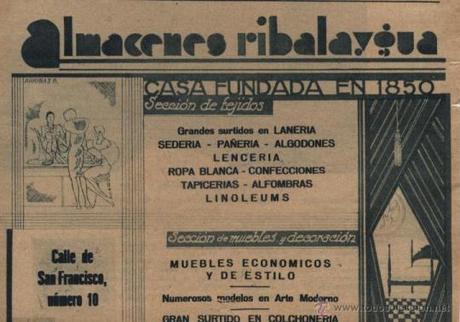 Almacenes ribalaygua
CASA FUNDADA EN 1850
Sección de tejidos
Grandes surtidos en LANERIA
SEDERIA - PAÑERIA - ALGODONES
LENCERIA
ROPA BLANCA - CONFECCIONES
TAPICERIAS - ALFOMBRAS
LINOLEUMS
Sección de muebles y decoración
MUEBLES ECONOMICOS
Y DE ESTILO
Numerosos modelos en Arte Moderno
GRAN SURTIDO EN COLCHONERIA
Calle de
San Francisco,
número 10
todocoleccion.net